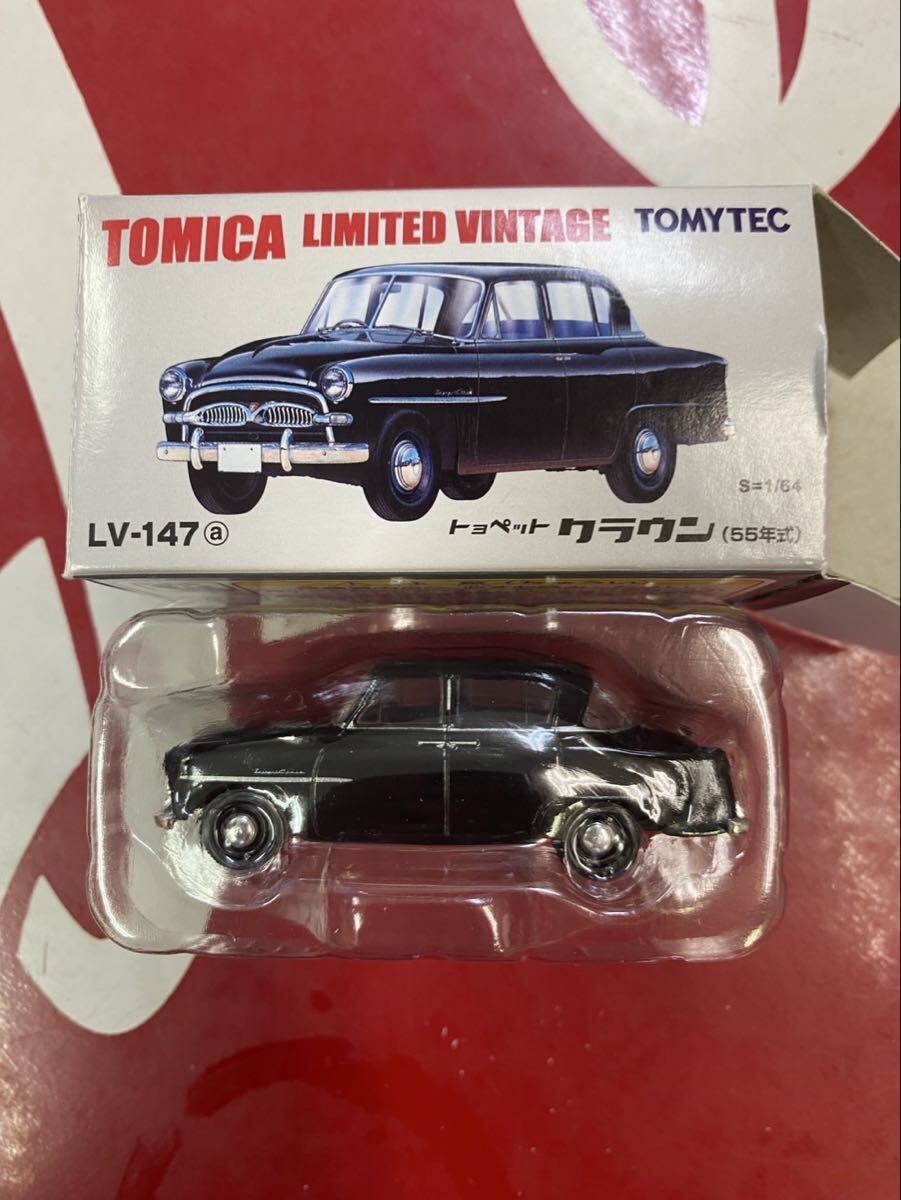 TOMICA LIMITED VINTAGE TOMYTEC
S=1/64
LV-147ⓐ トヨペット クラウン (55年式)